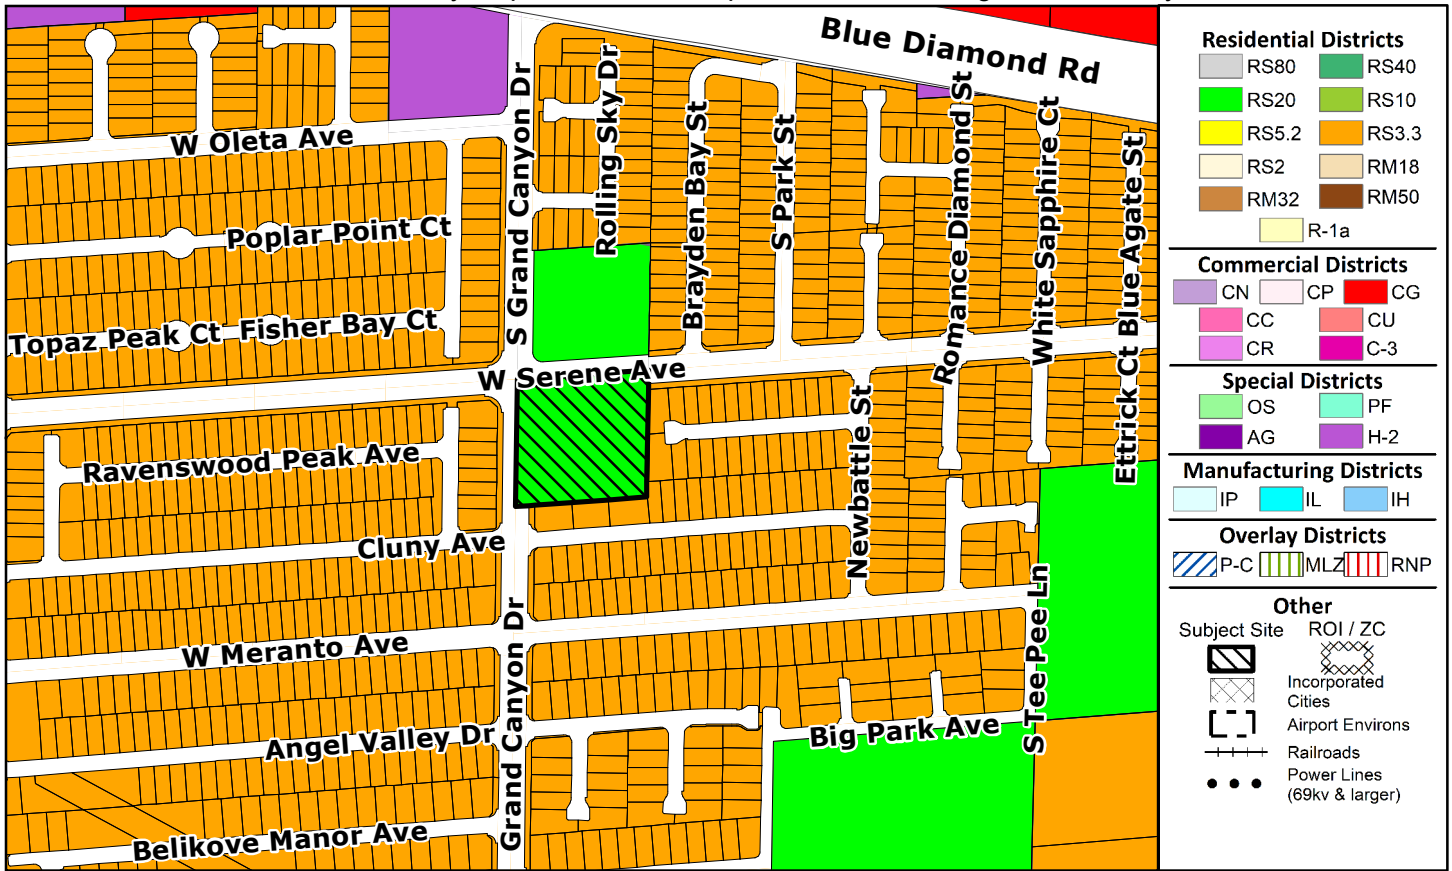 Blue Diamond Rd
W Oleta Ave
S Grand Canyon Dr
Rolling Sky Dr
Brayden Bay St
S Park St
Romance Diamond St
White Sapphire Ct
Ettrick Ct Blue Agate St
Poplar Point Ct
Topaz Peak Ct Fisher Bay Ct
W Serene Ave
Ravenswood Peak Ave
Newbattle St
Cluny Ave
W Meranto Ave
Grand Canyon Dr
S Tee Pee Ln
Angel Valley Dr
Big Park Ave
Belikove Manor Ave
Residential Districts
RS80 RS40
RS20 RS10
RS5.2 RS3.3
RS2 RM18
RM32 RM50
R-1a
Commercial Districts
CN CP CG
CC CU
CR C-3
Special Districts
OS PF
AG H-2
Manufacturing Districts
IP IL IH
Overlay Districts
P-C MLZ RNP
Other
Subject Site ROI / ZC
Incorporated
Cities
Airport Environs
Railroads
Power Lines
(69kv & larger)